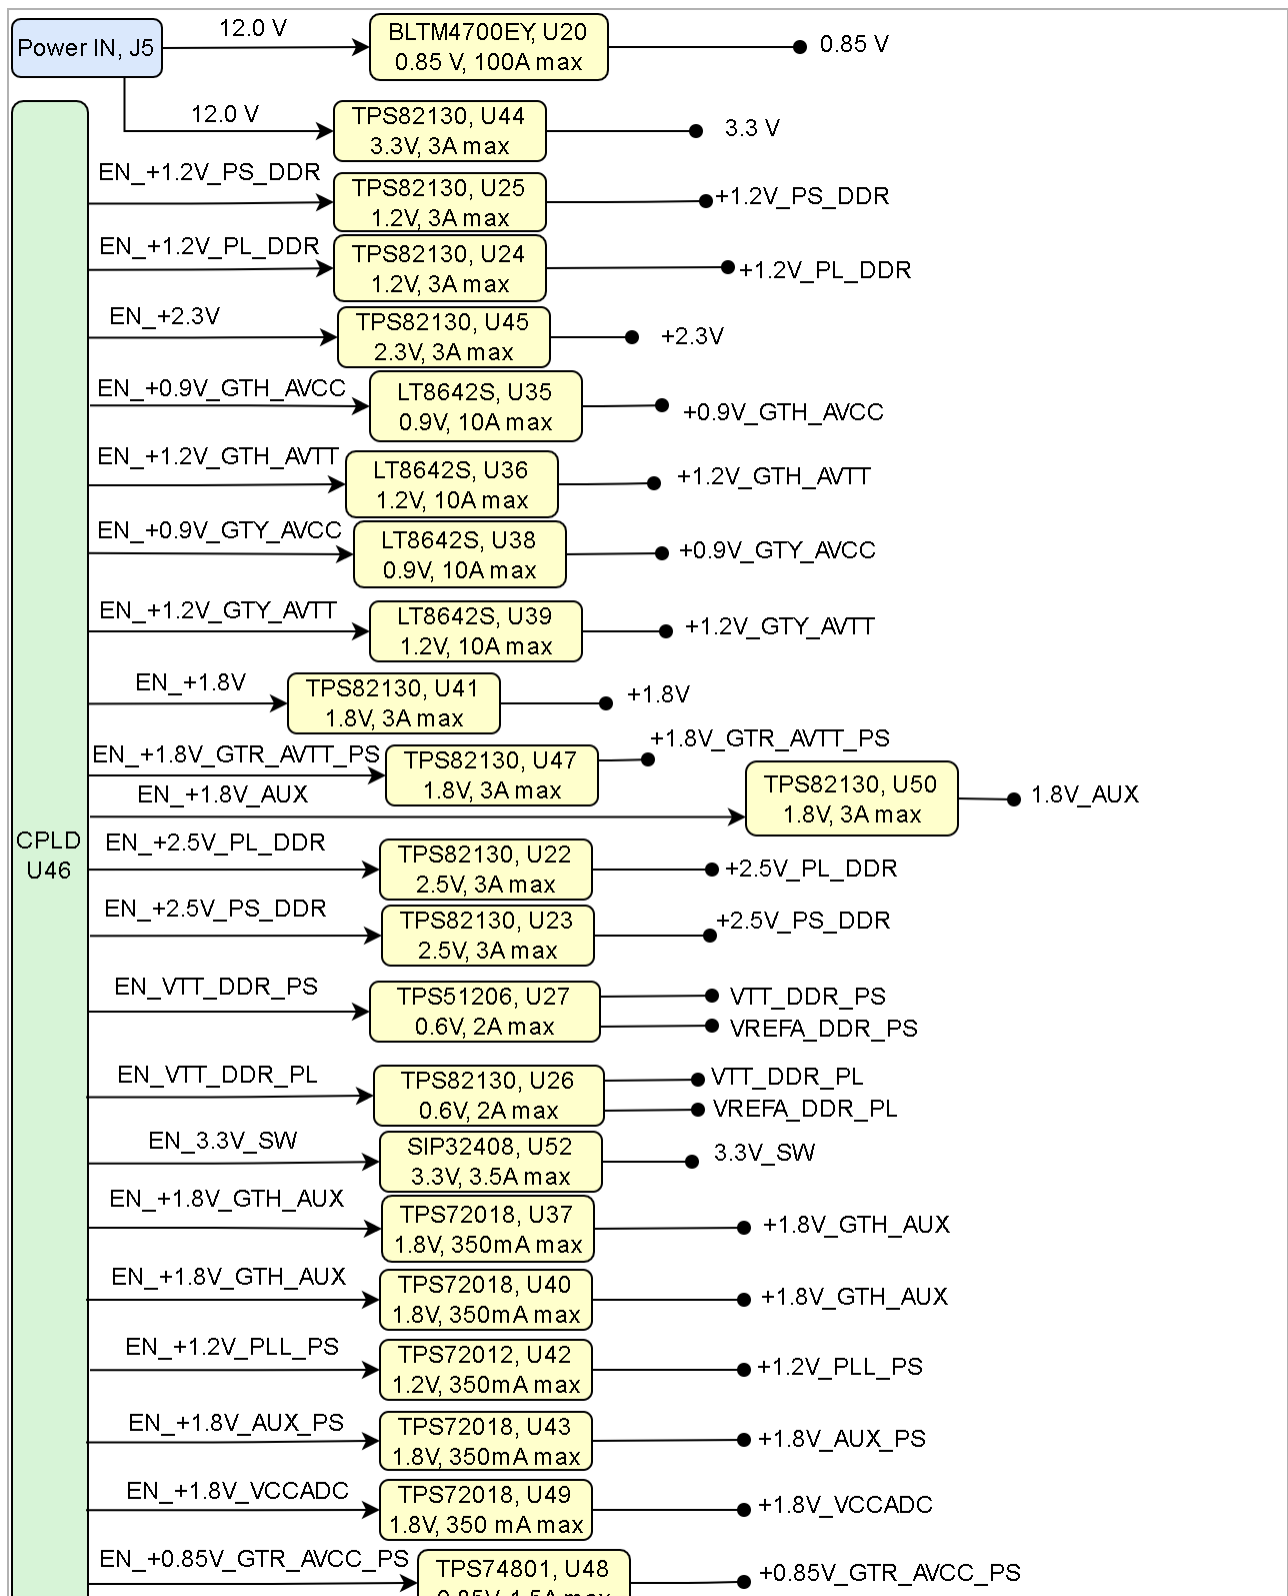 Power IN, J5
12.0 V
BLTM4700EY, U20
0.85 V, 100A max
0.85 V
12.0 V
TPS82130, U44
3.3V, 3A max
3.3 V
EN_+1.2V_PS_DDR
TPS82130, U25
1.2V, 3A max
+1.2V_PS_DDR
EN_+1.2V_PL_DDR
TPS82130, U24
1.2V, 3A max
+1.2V_PL_DDR
EN_+2.3V
TPS82130, U45
2.3V, 3A max
+2.3V
EN_+0.9V_GTH_AVCC
LT8642S, U35
0.9V, 10A max
+0.9V_GTH_AVCC
EN_+1.2V_GTH_AVTT
LT8642S, U36
1.2V, 10A max
+1.2V_GTH_AVTT
EN_+0.9V_GTY_AVCC
LT8642S, U38
0.9V, 10A max
+0.9V_GTY_AVCC
EN_+1.2V_GTY_AVTT
LT8642S, U39
1.2V, 10A max
+1.2V_GTY_AVTT
EN_+1.8V
TPS82130, U41
1.8V, 3A max
+1.8V
EN_+1.8V_GTR_AVTT_PS
TPS82130, U47
1.8V, 3A max
+1.8V_GTR_AVTT_PS
EN_+1.8V_AUX
TPS82130, U50
1.8V, 3A max
1.8V_AUX
CPLD
U46
EN_+2.5V_PL_DDR
TPS82130, U22
2.5V, 3A max
+2.5V_PL_DDR
EN_+2.5V_PS_DDR
TPS82130, U23
2.5V, 3A max
+2.5V_PS_DDR
EN_VTT_DDR_PS
TPS51206, U27
0.6V, 2A max
VTT_DDR_PS
VREFA_DDR_PS
EN_VTT_DDR_PL
TPS82130, U26
0.6V, 2A max
VTT_DDR_PL
VREFA_DDR_PL
EN_3.3V_SW
SIP32408, U52
3.3V, 3.5A max
3.3V_SW
EN_+1.8V_GTH_AUX
TPS72018, U37
1.8V, 350mA max
+1.8V_GTH_AUX
EN_+1.8V_GTH_AUX
TPS72018, U40
1.8V, 350mA max
+1.8V_GTH_AUX
EN_+1.2V_PLL_PS
TPS72012, U42
1.2V, 350mA max
+1.2V_PLL_PS
EN_+1.8V_AUX_PS
TPS72018, U43
1.8V, 350mA max
+1.8V_AUX_PS
EN_+1.8V_VCCADC
TPS72018, U49
1.8V, 350 mA max
+1.8V_VCCADC
EN_+0.85V_GTR_AVCC_PS
TPS74801, U48
0.85V, 1.5A max
+0.85V_GTR_AVCC_PS